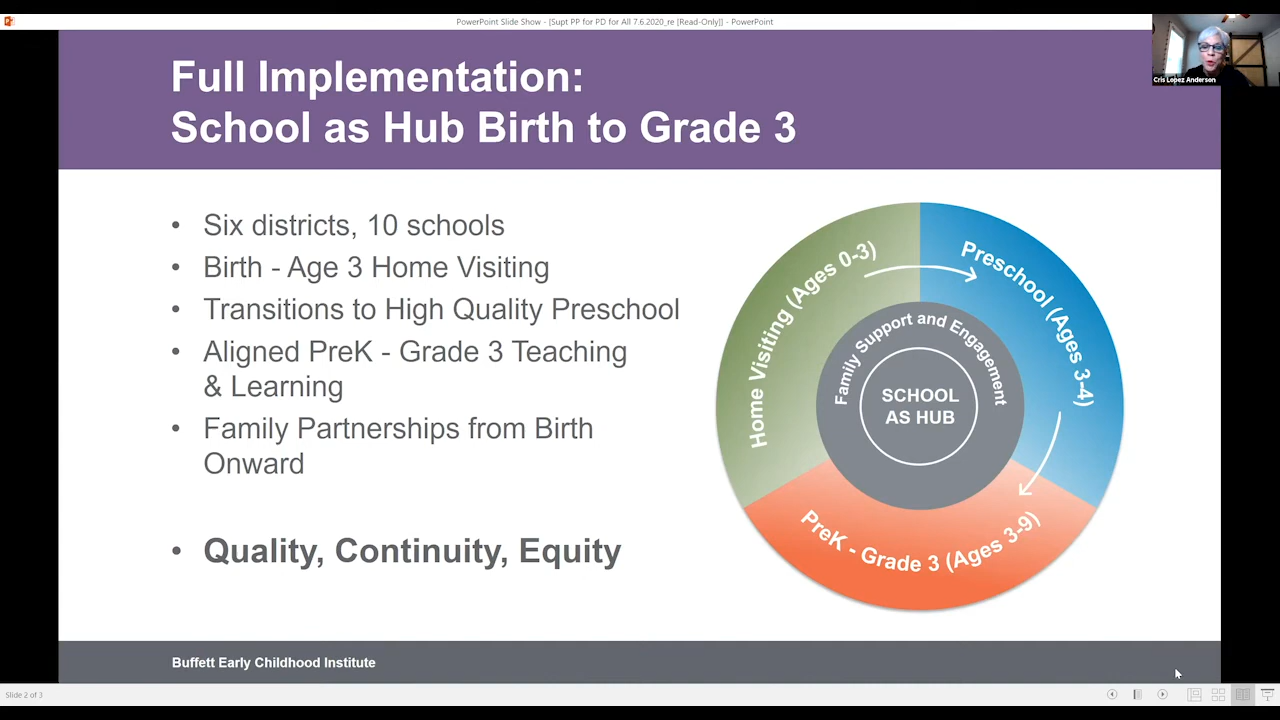 PowerPoint Slide Show - [Supt PP for PD for All 7.6.2020_re [Read-Only]] - PowerPoint
Cris Lopez Anderson
Full Implementation:
School as Hub Birth to Grade 3
• Six districts, 10 schools
• Birth - Age 3 Home Visiting
• Transitions to High Quality Preschool
• Aligned PreK - Grade 3 Teaching
& Learning
• Family Partnerships from Birth
Onward
• Quality, Continuity, Equity
Home Visiting (Ages 0-3)
Preschool (Ages 3-4)
PreK - Grade 3 (Ages 3-9)
Family Support and Engagement
SCHOOL
AS HUB
Buffett Early Childhood Institute
Slide 2 of 3